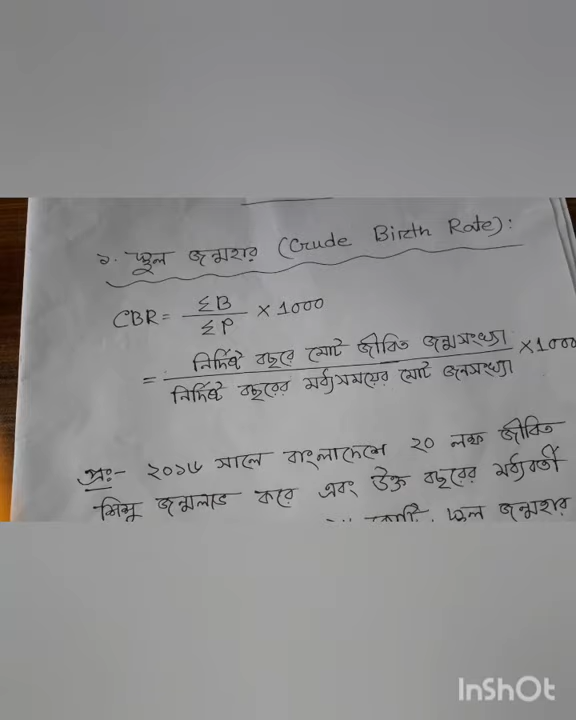 ১. স্থুল জন্মহার (Crude Birth Rate):
CBR = ΣB / ΣP × 1000
= নির্দিষ্ট বছরে মোট জীবিত জন্মসংখ্যা / নির্দিষ্ট বছরের মধ্যসময়ের মোট জনসংখ্যা × 1000
প্রঃ- ২০১৬ সালে বাংলাদেশে ২০ লক্ষ জীবিত
শিশু জন্মলাভ করে এবং উক্ত বছরের মধ্যবর্তী
কোটি, স্থুল জন্মহার
InShOt